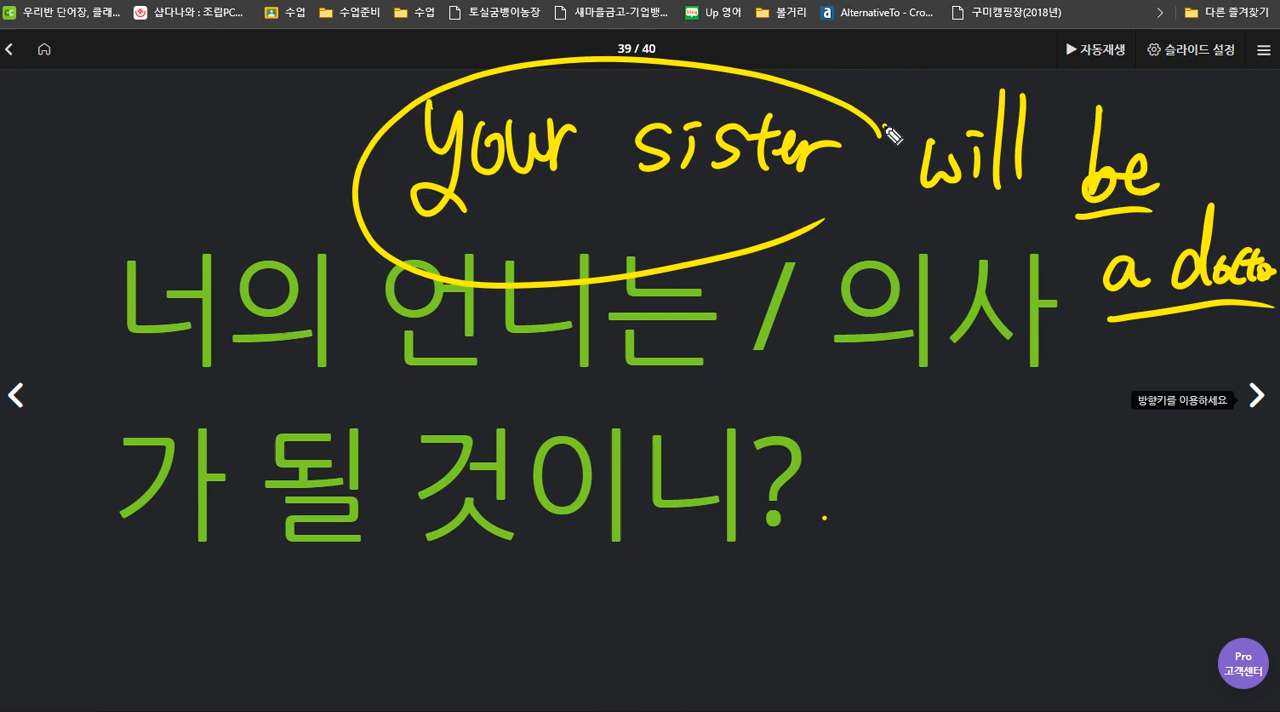 우리반 단어장, 클래...
샵다나와 : 조립PC...
수업
수업준비
수업
토실굼벵이농장
새마을금고-기업뱅...
Up 영어
볼거리
AlternativeTo - Cro...
구미캠핑장(2018년)
다른 즐겨찾기
39 / 40
자동재생
슬라이드 설정
Your sister will be
a docto
너의 언니는 / 의사
가 될 것이니?
방향키를 이용하세요
Pro
고객센터